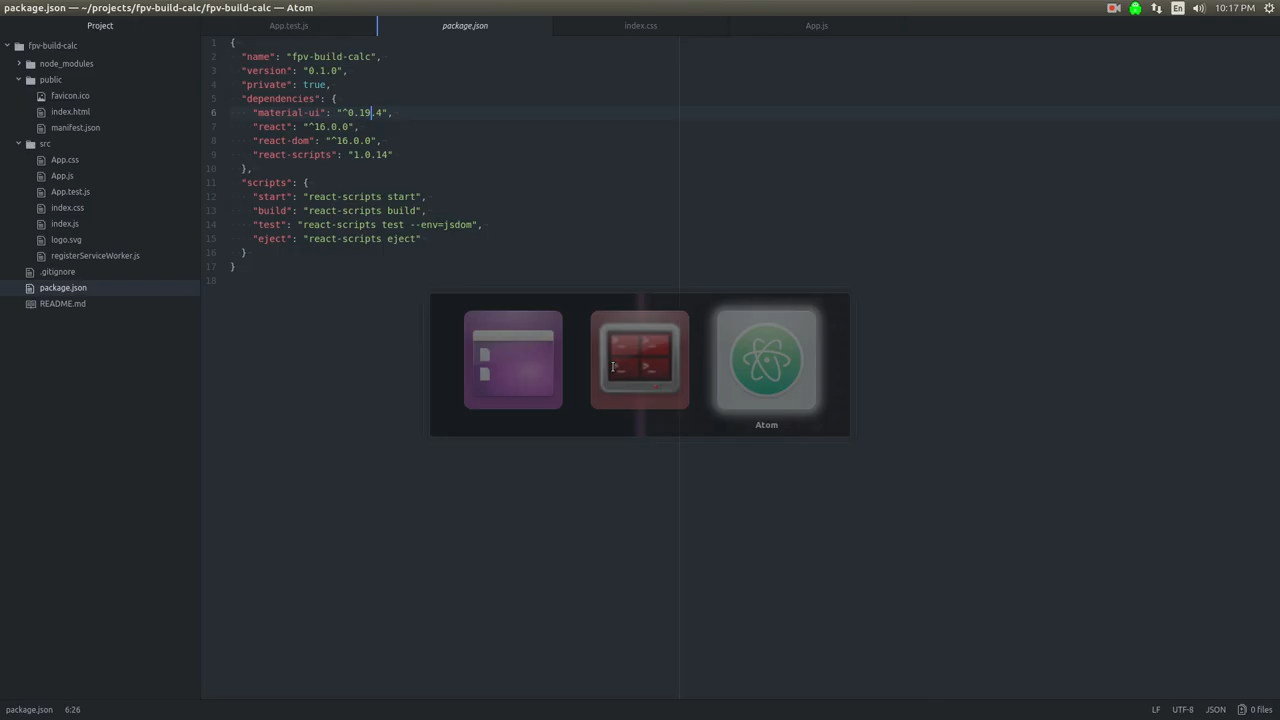 package.json — ~/projects/fpv-build-calc/fpv-build-calc — Atom
En
10:17 PM
Project
App.test.js
package.json
index.css
App.js
fpv-build-calc
node_modules
public
favicon.ico
index.html
manifest.json
src
App.css
App.js
App.test.js
index.css
index.js
logo.svg
registerServiceWorker.js
.gitignore
package.json
README.md
1 {
2 "name": "fpv-build-calc",
3 "version": "0.1.0",
4 "private": true,
5 "dependencies": {
6 "material-ui": "^0.19.4",
7 "react": "^16.0.0",
8 "react-dom": "^16.0.0",
9 "react-scripts": "1.0.14"
10 },
11 "scripts": {
12 "start": "react-scripts start",
13 "build": "react-scripts build",
14 "test": "react-scripts test --env=jsdom",
15 "eject": "react-scripts eject"
16 }
17 }
18
Atom
package.json 6:26
LF UTF-8 JSON 0 files